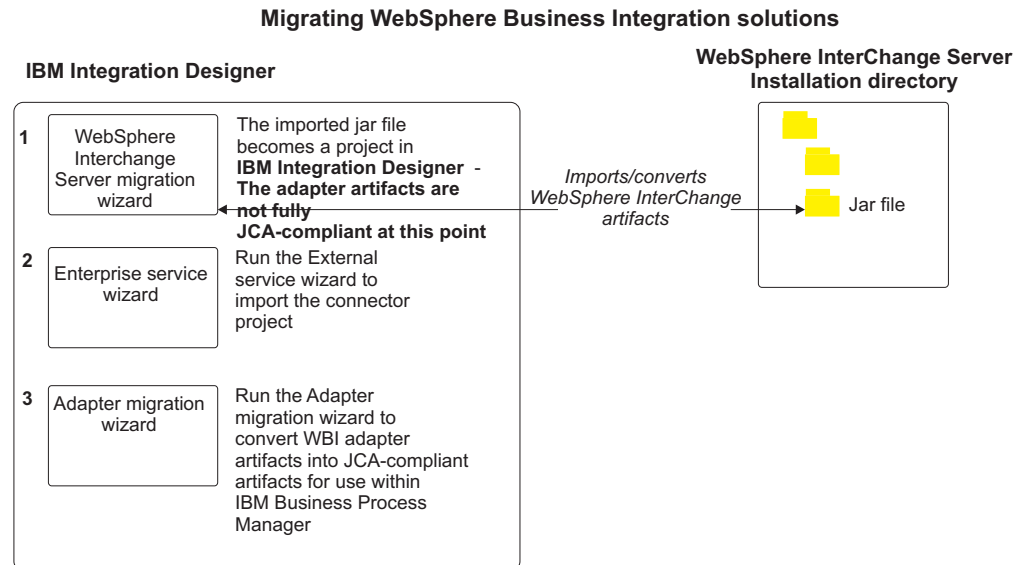 Migrating WebSphere Business Integration solutions
IBM Integration Designer
WebSphere InterChange Server
Installation directory
1
WebSphere
Interchange
Server migration
wizard
The imported jar file
becomes a project in
IBM Integration Designer -
The adapter artifacts are
not fully
JCA-compliant at this point
Imports/converts
WebSphere InterChange
artifacts
Jar file
2
Enterprise service
wizard
Run the External
service wizard to
import the connector
project
3
Adapter migration
wizard
Run the Adapter
migration wizard to
convert WBI adapter
artifacts into JCA-compliant
artifacts for use within
IBM Business Process
Manager